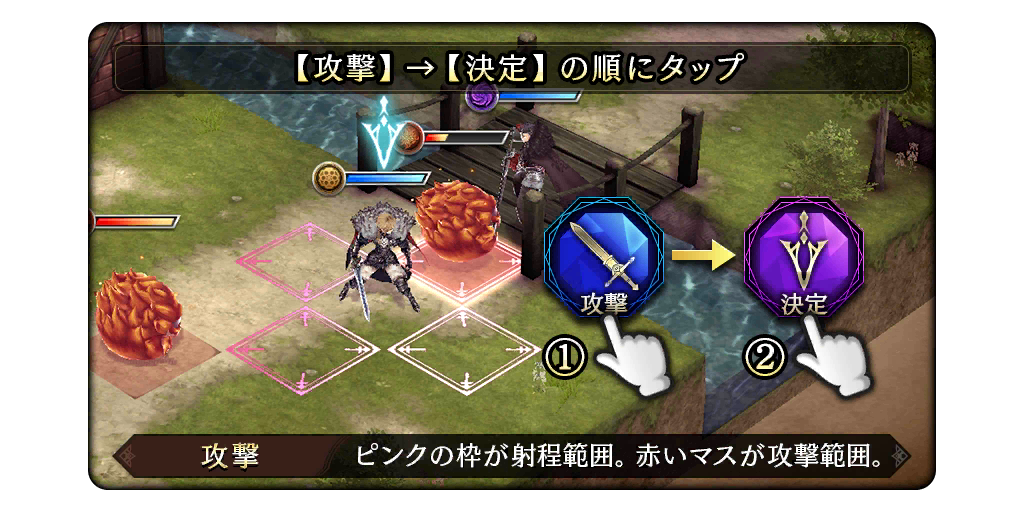 【攻撃】→【決定】の順にタップ
攻撃
決定
①
②
攻撃
ピンクの枠が射程範囲。赤いマスが攻撃範囲。